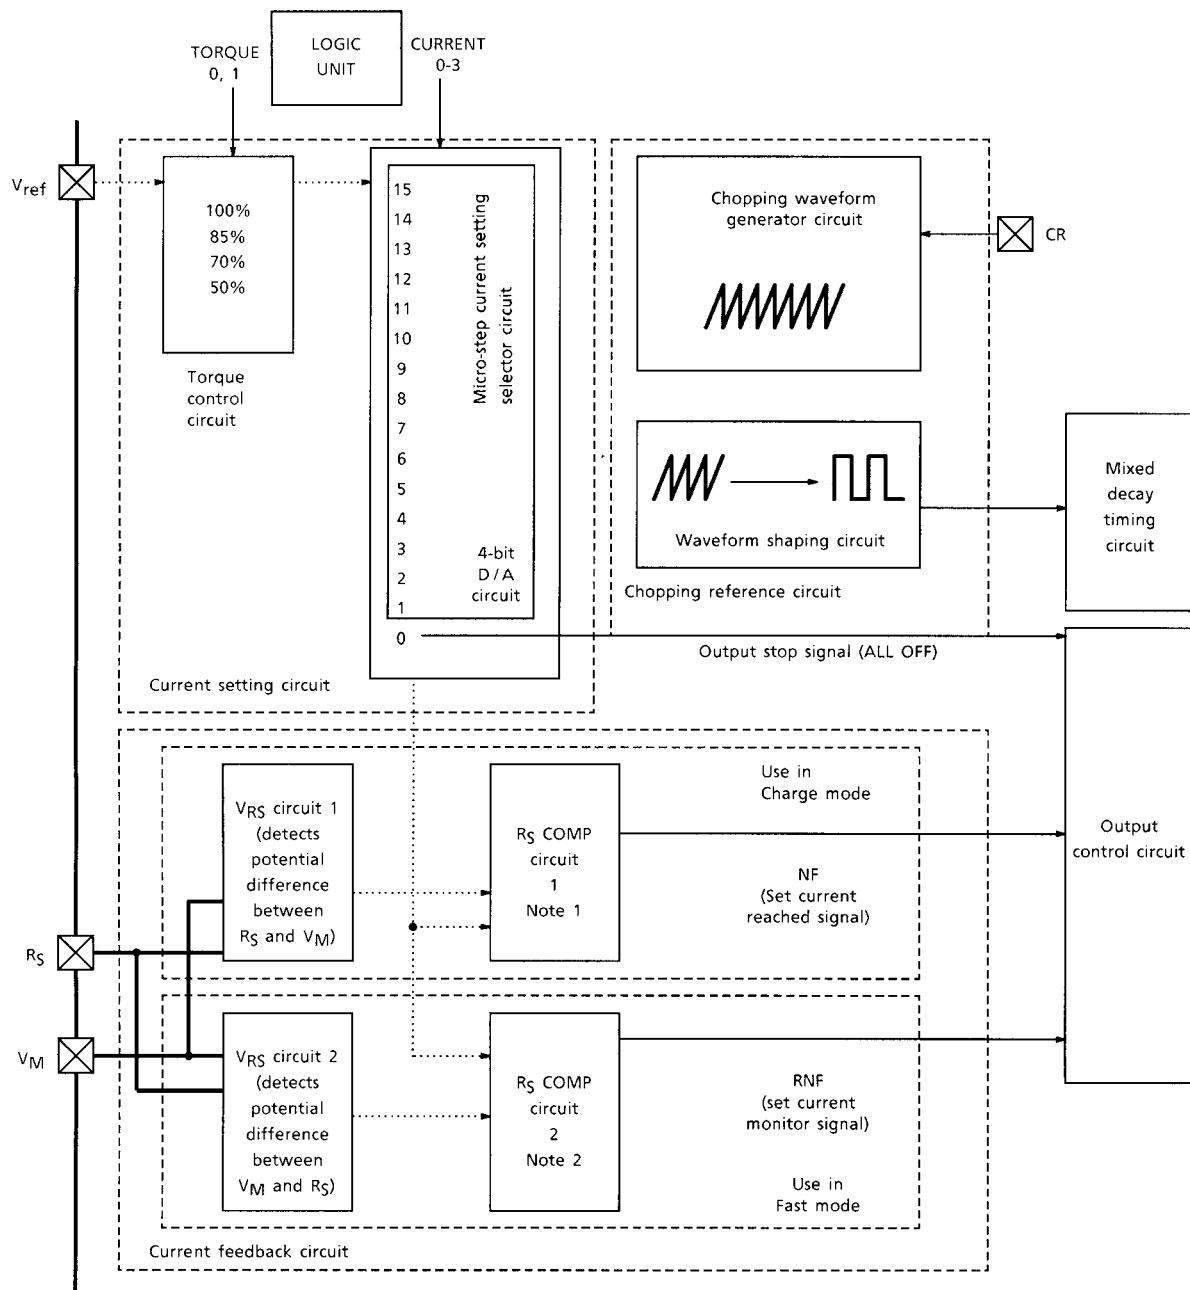 LOGIC
UNIT
TORQUE
0, 1
CURRENT
0-3
Vref
100%
85%
70%
50%
Torque
control
circuit
15
14
13
12
11
10
9
8
7
6
5
4
3
2
1
0
Micro-step current setting
selector circuit
4-bit
D/A
circuit
Current setting circuit
Chopping waveform
generator circuit
CR
Waveform shaping circuit
Chopping reference circuit
Mixed
decay
timing
circuit
Output stop signal (ALL OFF)
Output
control circuit
VRS circuit 1
(detects
potential
difference
between
RS and VM)
RS COMP
circuit
1
Note 1
Use in
Charge mode
NF
(Set current
reached signal)
RS
VM
VRS circuit 2
(detects
potential
difference
between
VM and RS)
RS COMP
circuit
2
Note 2
RNF
(set current
monitor signal)
Use in
Fast mode
Current feedback circuit